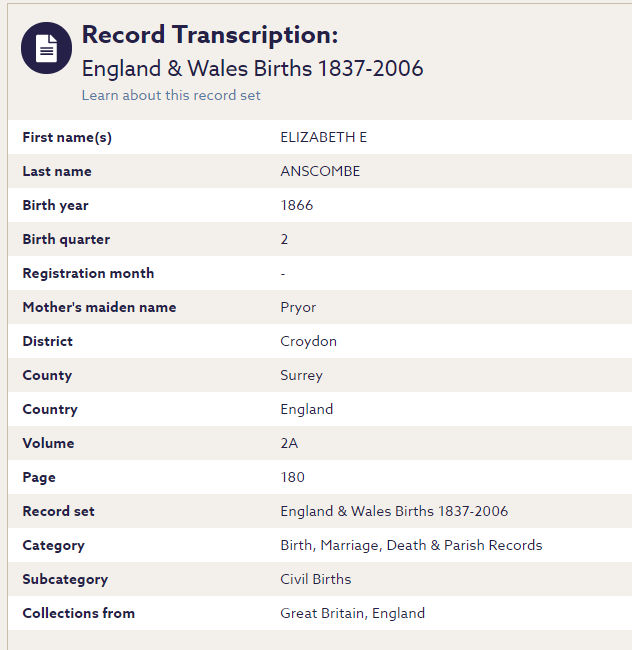 Record Transcription:
England & Wales Births 1837-2006
Learn about this record set
First name(s) ELIZABETH E
Last name ANSCOMBE
Birth year 1866
Birth quarter 2
Registration month -
Mother's maiden name Pryor
District Croydon
County Surrey
Country England
Volume 2A
Page 180
Record set England & Wales Births 1837-2006
Category Birth, Marriage, Death & Parish Records
Subcategory Civil Births
Collections from Great Britain, England